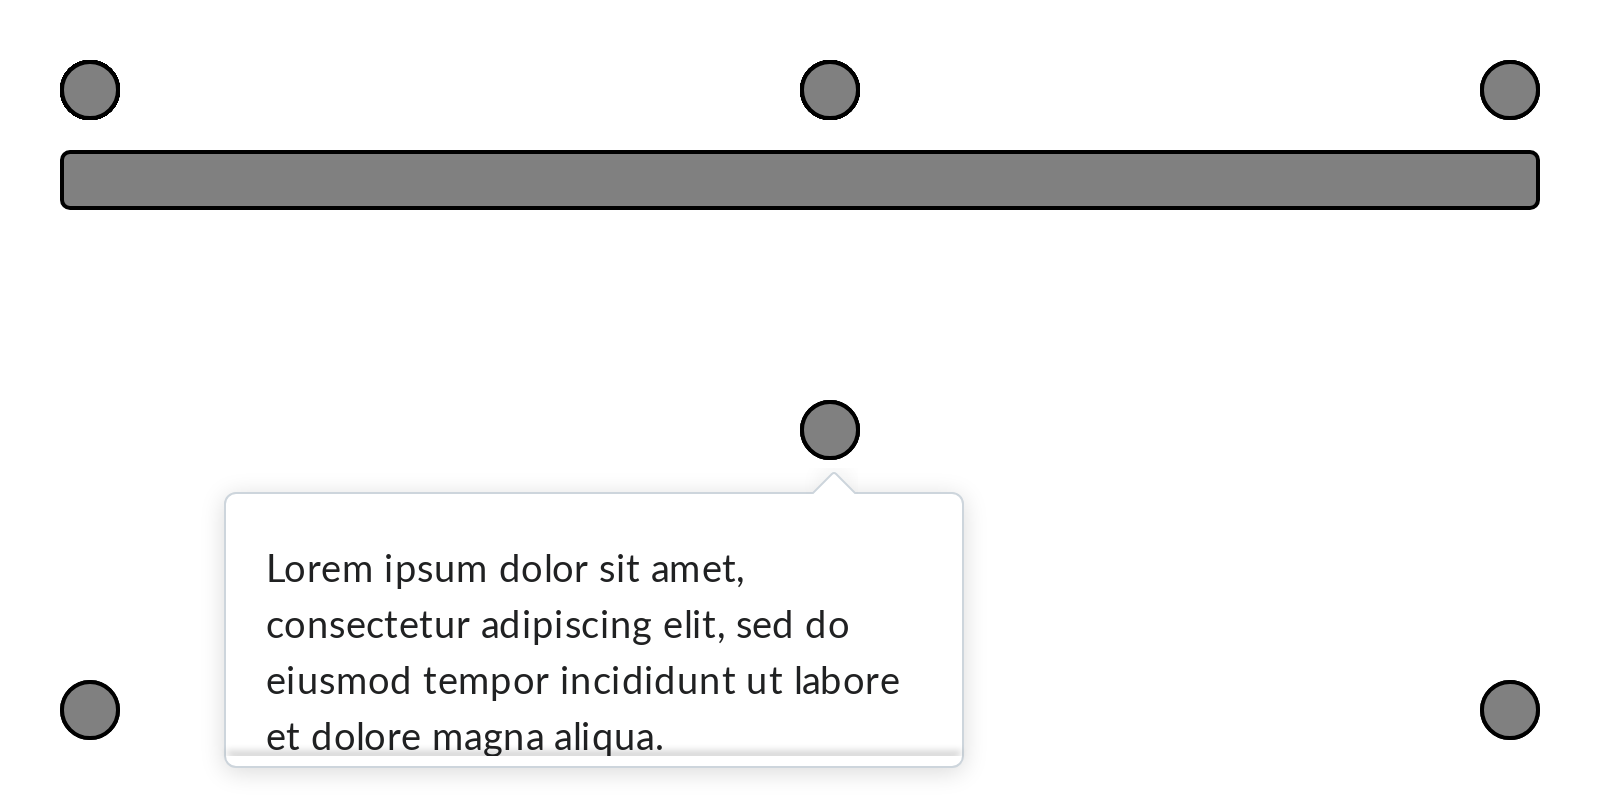 Lorem ipsum dolor sit amet,
consectetur adipiscing elit, sed do
eiusmod tempor incididunt ut labore
et dolore magna aliqua.